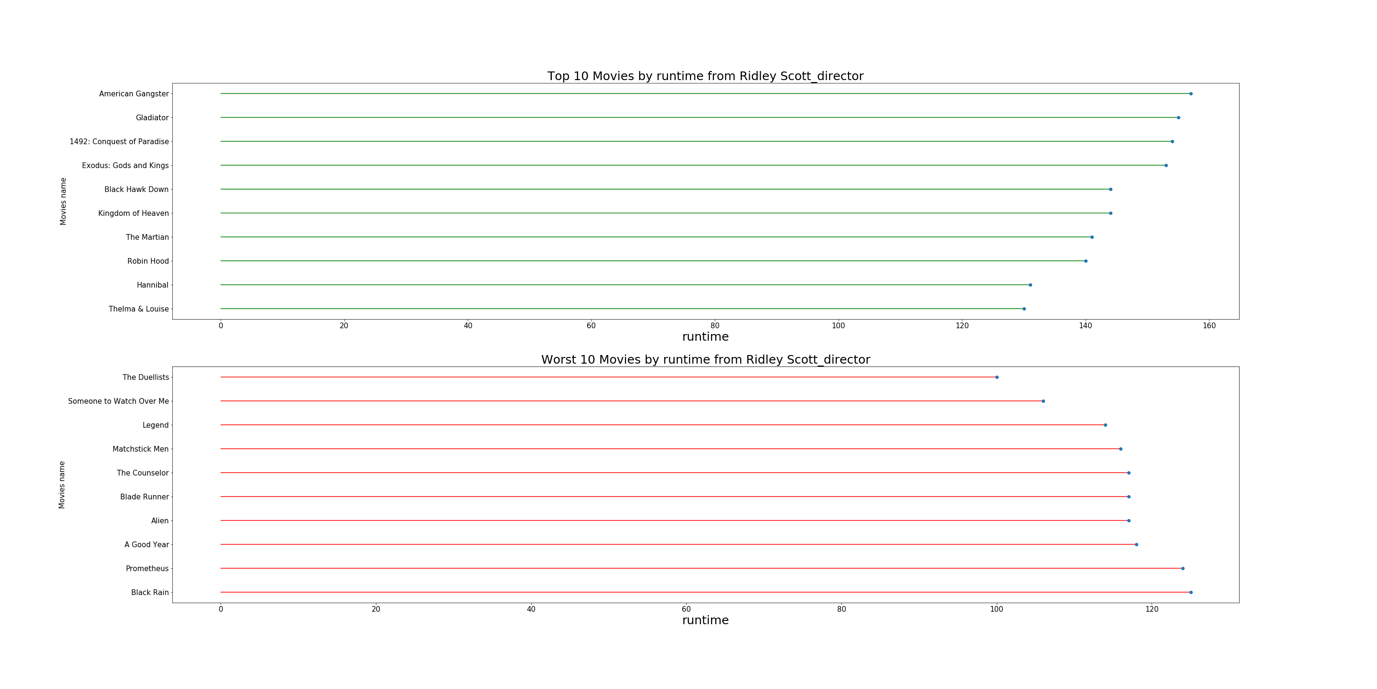 Top 10 Movies by runtime from Ridley Scott_director
Movies name
American Gangster
Gladiator
1492: Conquest of Paradise
Exodus: Gods and Kings
Black Hawk Down
Kingdom of Heaven
The Martian
Robin Hood
Hannibal
Thelma & Louise
0 20 40 60 80 100 120 140 160
runtime
Worst 10 Movies by runtime from Ridley Scott_director
Movies name
The Duellists
Someone to Watch Over Me
Legend
Matchstick Men
The Counselor
Blade Runner
Alien
A Good Year
Prometheus
Black Rain
0 20 40 60 80 100 120
runtime